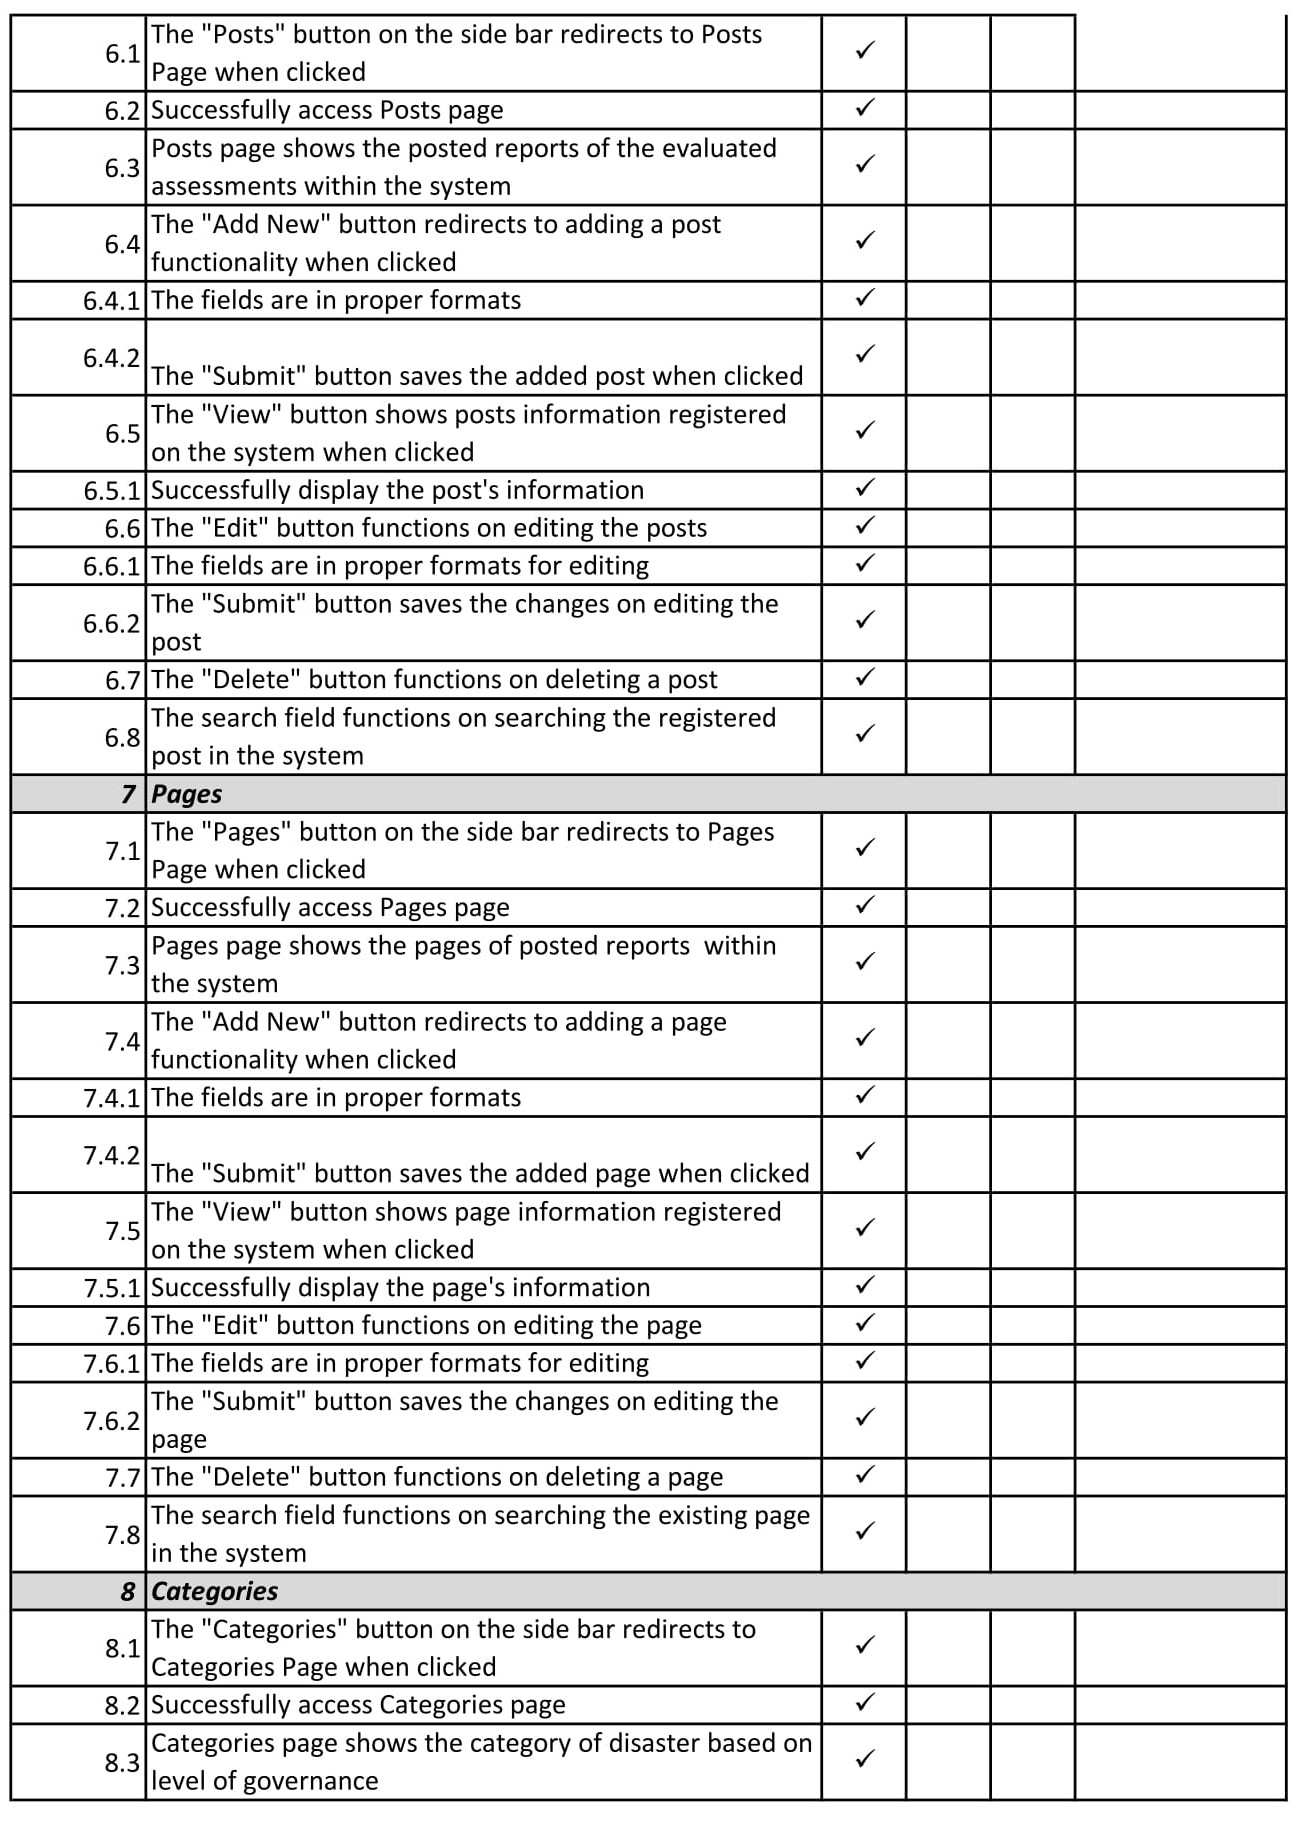 6.1 The "Posts" button on the side bar redirects to Posts ✓
Page when clicked
6.2 Successfully access Posts page ✓
6.3 Posts page shows the posted reports of the evaluated ✓
assessments within the system
6.4 The "Add New" button redirects to adding a post ✓
functionality when clicked
6.4.1 The fields are in proper formats ✓
6.4.2 The "Submit" button saves the added post when clicked ✓
6.5 The "View" button shows posts information registered ✓
on the system when clicked
6.5.1 Successfully display the post's information ✓
6.6 The "Edit" button functions on editing the posts ✓
6.6.1 The fields are in proper formats for editing ✓
6.6.2 The "Submit" button saves the changes on editing the ✓
post
6.7 The "Delete" button functions on deleting a post ✓
6.8 The search field functions on searching the registered ✓
post in the system
7 Pages
7.1 The "Pages" button on the side bar redirects to Pages ✓
Page when clicked
7.2 Successfully access Pages page ✓
7.3 Pages page shows the pages of posted reports  within ✓
the system
7.4 The "Add New" button redirects to adding a page ✓
functionality when clicked
7.4.1 The fields are in proper formats ✓
7.4.2 The "Submit" button saves the added page when clicked ✓
7.5 The "View" button shows page information registered ✓
on the system when clicked
7.5.1 Successfully display the page's information ✓
7.6 The "Edit" button functions on editing the page ✓
7.6.1 The fields are in proper formats for editing ✓
7.6.2 The "Submit" button saves the changes on editing the ✓
page
7.7 The "Delete" button functions on deleting a page ✓
7.8 The search field functions on searching the existing page ✓
in the system
8 Categories
8.1 The "Categories" button on the side bar redirects to ✓
Categories Page when clicked
8.2 Successfully access Categories page ✓
8.3 Categories page shows the category of disaster based on ✓
level of governance